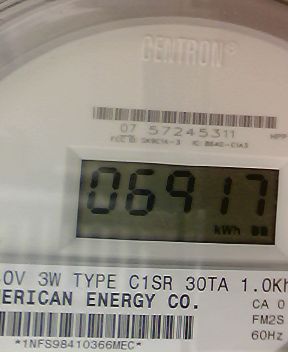 CENTRON®
07 57245311
06917
kWh
0V 3W TYPE C1SR 30TA 1.0Kh
ERICAN ENERGY CO.
CA 0
FM2S
60Hz
*1NFS98410366MEC*